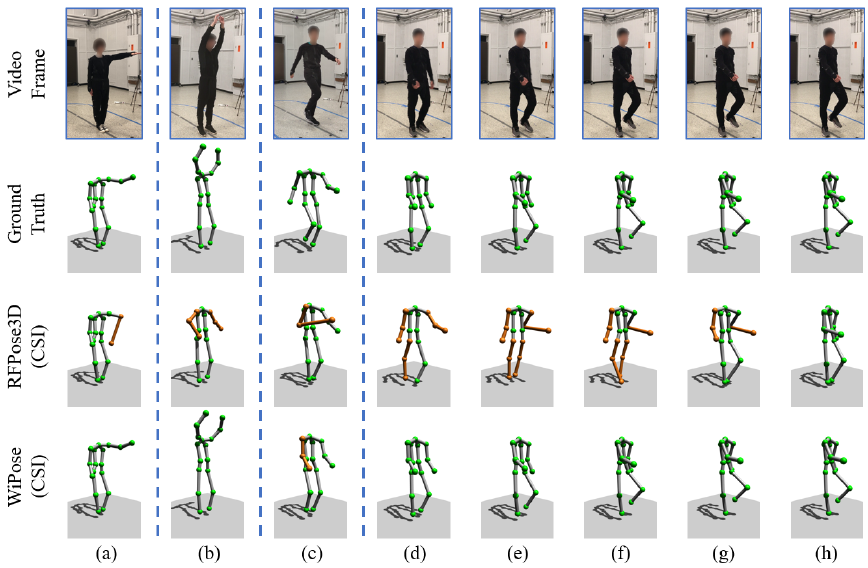 Video
Frame
Ground
Truth
RFPose3D
(CSI)
WiPose
(CSI)
(a) (b) (c) (d) (e) (f) (g) (h)